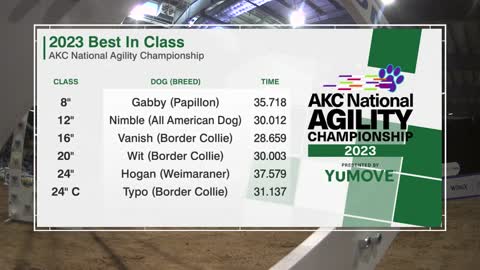 2023 Best In Class
AKC National Agility Championship
CLASS DOG (BREED) TIME
8" Gabby (Papillon) 35.718
12" Nimble (All American Dog) 30.012
16" Vanish (Border Collie) 28.659
20" Wit (Border Collie) 30.003
24" Hogan (Weimaraner) 37.579
24" C Typo (Border Collie) 31.137
AKC National
AGILITY
CHAMPIONSHIP
2023
PRESENTED BY
YuMOVE